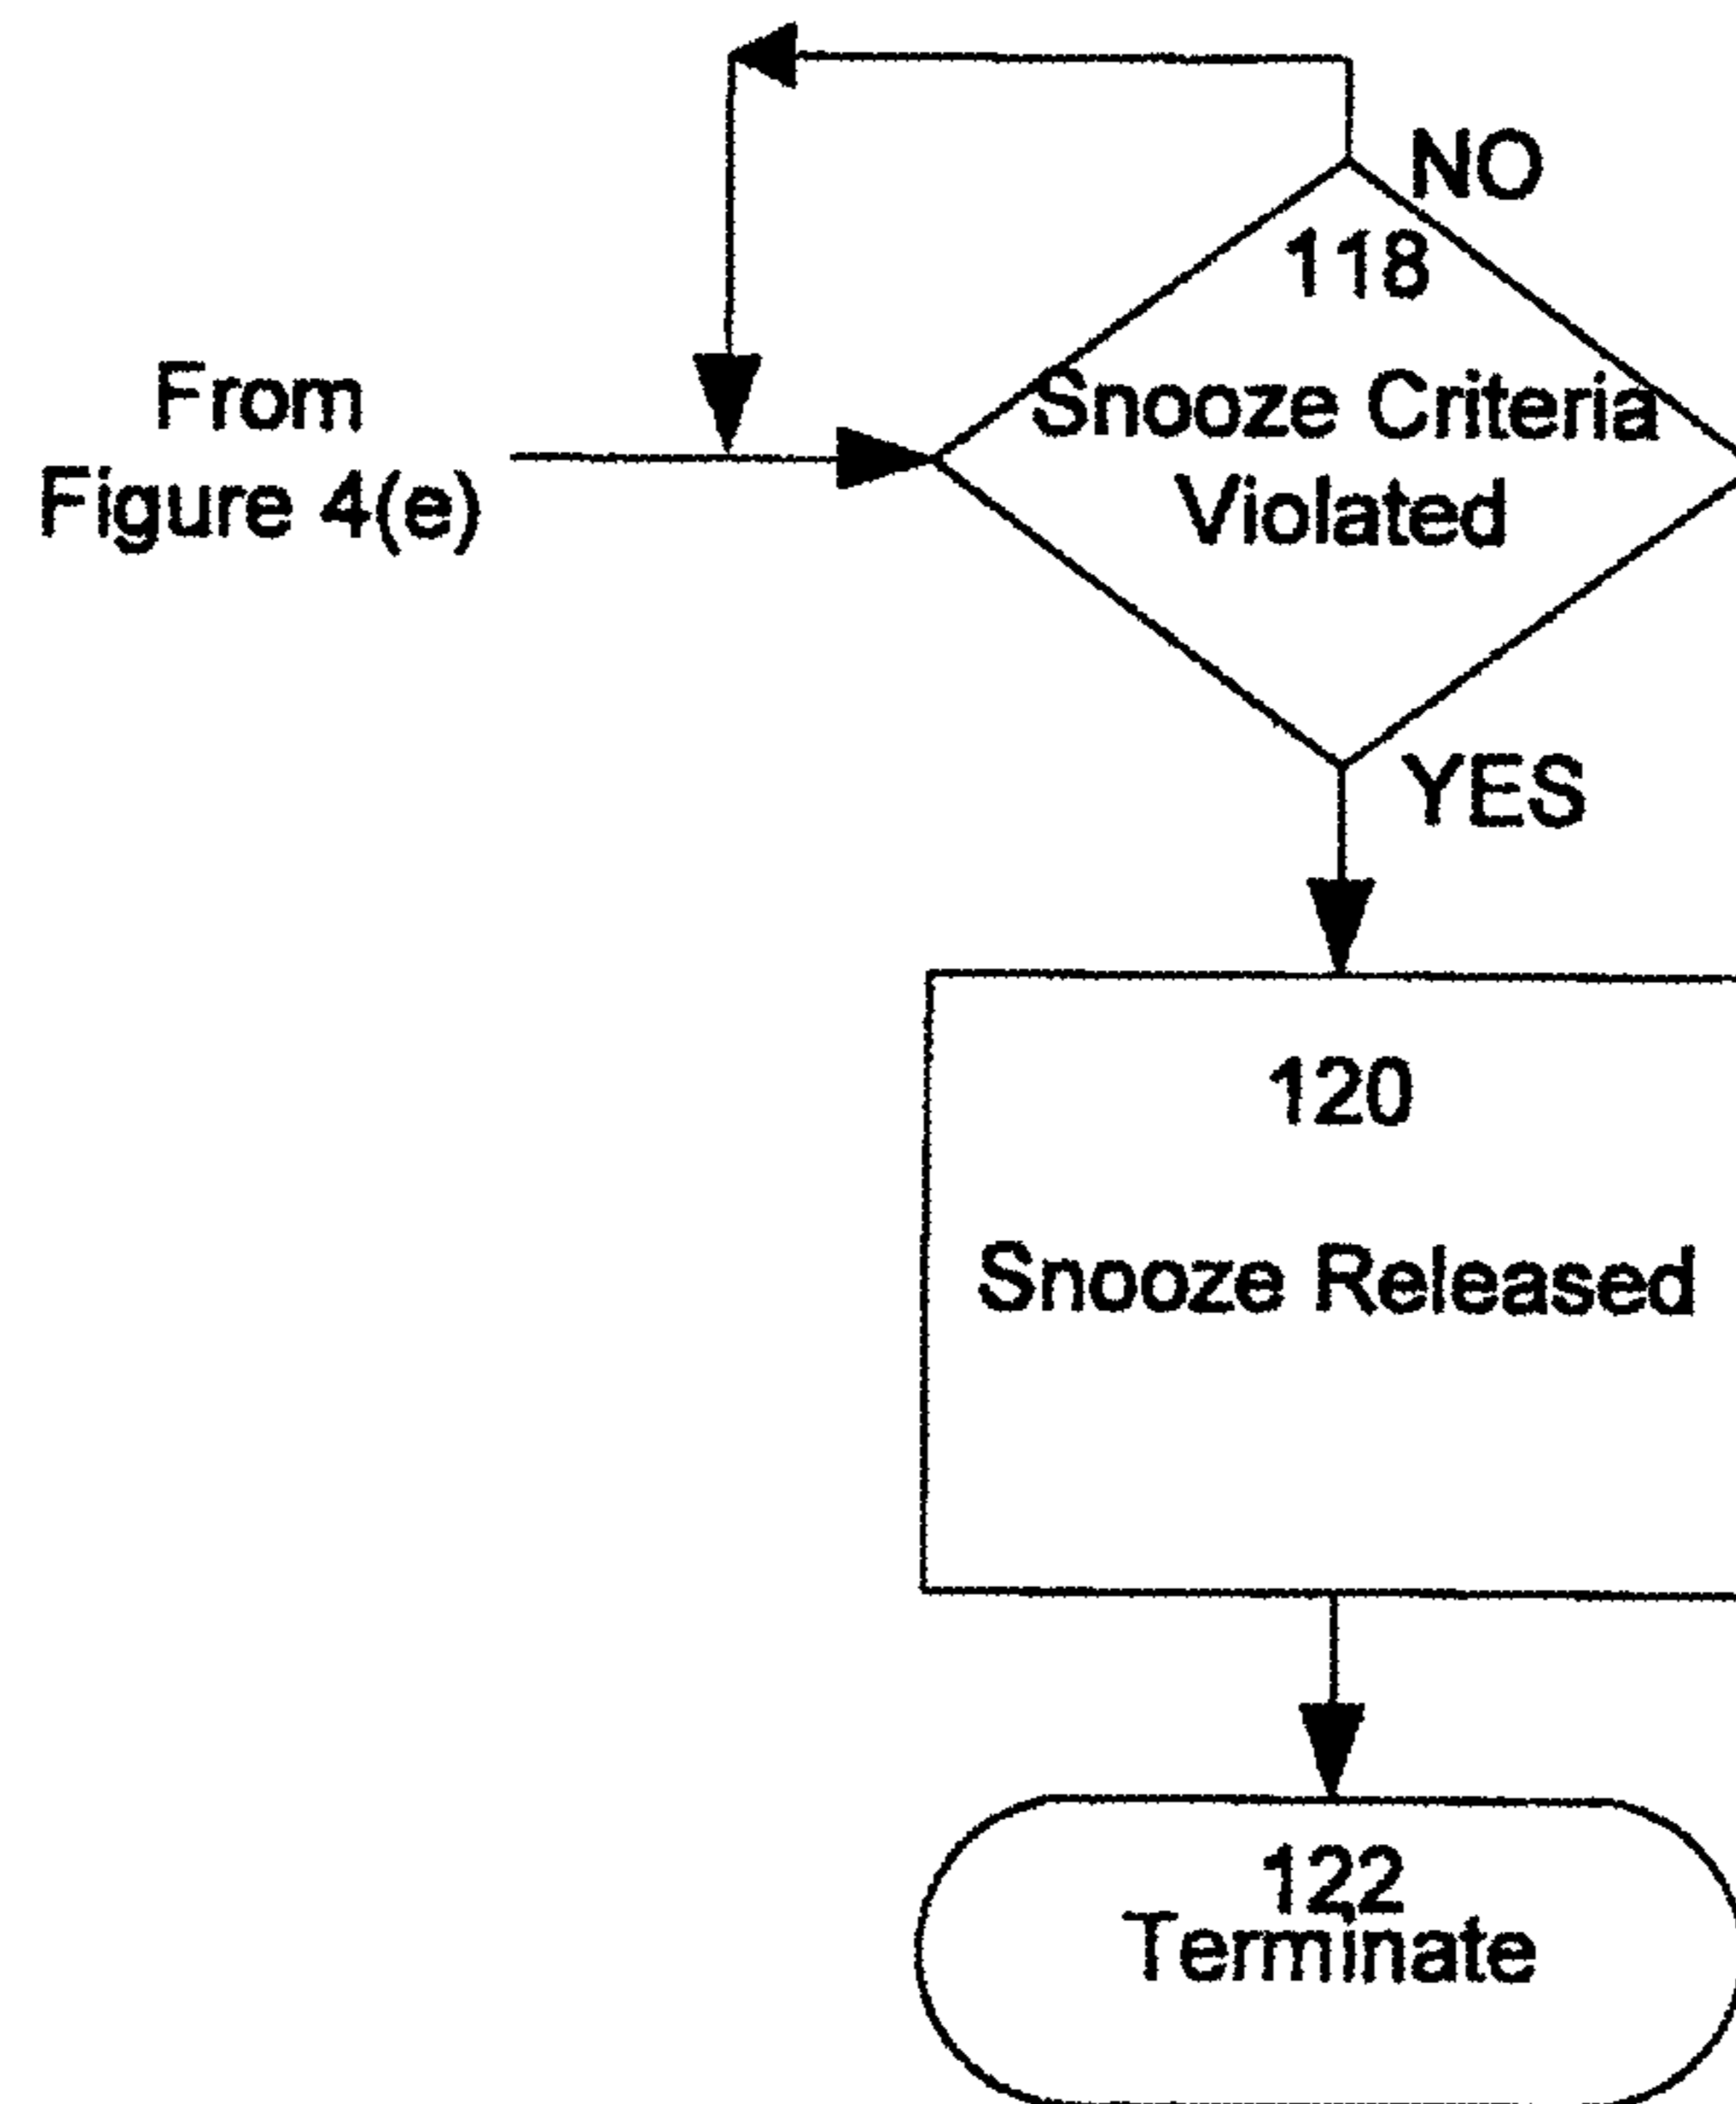 NO
118
From
Figure 4(e)
Snooze Criteria
Violated
YES
120
Snooze Released
122
Terminate